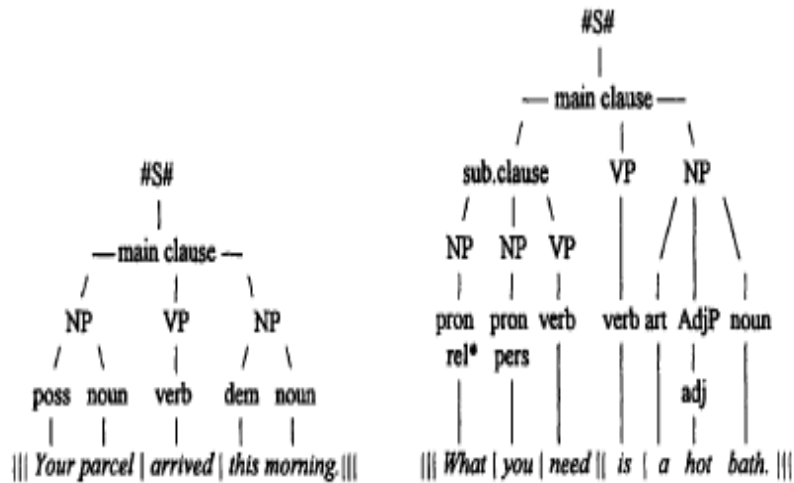 #S#
main clause
NP VP NP
poss noun verb dem noun
||| Your parcel | arrived | this morning.|||
#S#
main clause
sub.clause VP NP
NP NP VP
pron pron verb verb art AdjP noun
rel* pers
adj
||| What | you | need || is | a hot bath. |||